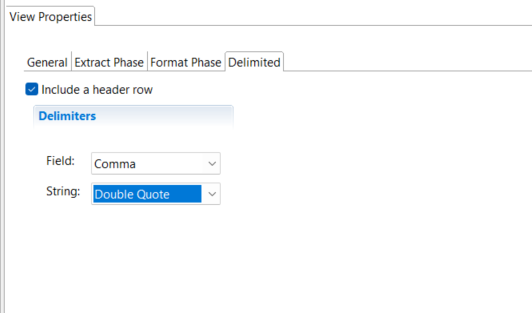 View Properties
General Extract Phase Format Phase Delimited
Include a header row
Delimiters
Field: Comma
String: Double Quote